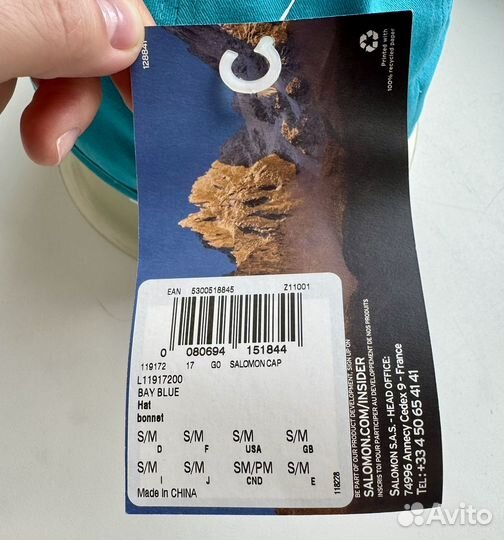 128841
Printed with
100% recycled paper
EAN 5300518845 Z11001
0 080694 151844
119172 17 G0 SALOMON CAP
L11917200
BAY BLUE
Hat
bonnet
S/M D S/M F S/M USA S/M GB
S/M I S/M J SM/PM CND S/M E
Made in CHINA
118228
BE PART OF OUR PRODUCT DEVELOPMENT, SIGN UP ON
SALOMON.COM/INSIDER
INSCRIS TOI POUR PARTICIPER AU DEVELOPPEMENT DE NOS PRODUITS
SALOMON S.A.S. - HEAD OFFICE:
74996 Annecy Cedex 9 - France
TEL: +33 4 50 65 41 41
Avito